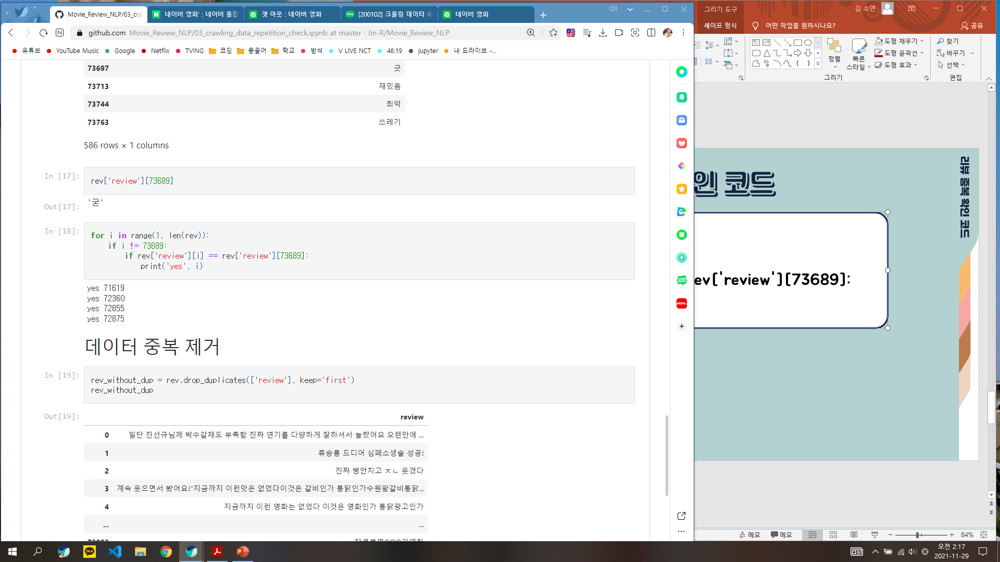 Movie_Review_NLP/03_cra
네이버 영화' : 네이버 통합
겟 아웃 : 네이버 영화
[200102] 크롤링 데이터 수
네이버 영화
github.com Movie_Review_NLP/03_crawling_data_repetition_check.ipynb at master · Jin-R/Movie_Review_NLP
유튜브
YouTube Music
Google
Netflix
TVING
코딩
몽골어
학교
방석
V LIVE NCT
46:19
jupyter
내 드라이브 -...
73697 굿
73713 재밌음
73744 최악
73763 쓰레기
586 rows × 1 columns
In [17]:
rev['review'][73689]
Out[17]:
'굳'
In [18]:
for i in range(1, len(rev)):
if i != 73689:
if rev['review'][i] == rev['review'][73689]:
print('yes', i)
yes 71619
yes 72360
yes 72855
yes 72875
데이터 중복 제거
In [19]:
rev_without_dup = rev.drop_duplicates(['review'], keep='first')
rev_without_dup
Out[19]:
review
0 일단 진선규님께 박수갈채도 부족함 진짜 연기를 다양하게 잘하셔서 놀랐어요 오랜만에 ...
1 류승룡 드디어 심폐소생술 성공!
2 진짜 뻥안치고 ㅈㄴ 웃겼다
3 계속 웃으면서 봤어요!"지금까지 이런맛은 없었다이것은 갈비인가 통닭인가수원왕갈비통닭...
4 지금까지 이런 영화는 없었다 이것은 영화인가 통닭광고인가
... ...
NOW.
그리기 도구
김 소연
셰이프 형식
어떤 작업을 원하시나요?
공유
정렬
빠른
스타일
도형 채우기
도형 윤곽선
도형 효과
찾기
바꾸기
선택
그리기
편집
인 코드
리뷰 중복 확인 코드
ev['review'][73689]:
메모
메모
84%
TALK
오전 2:17
2021-11-29